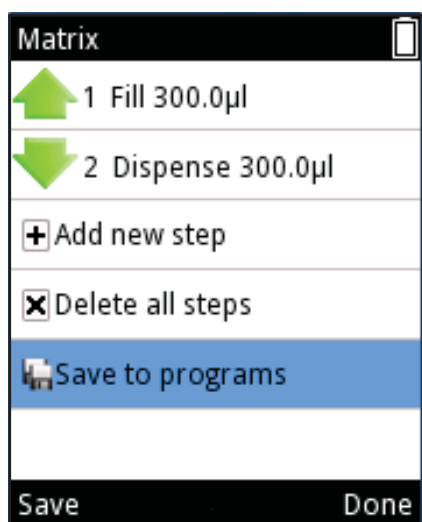 Matrix
1 Fill 300.0µl
2 Dispense 300.0µl
Add new step
Delete all steps
Save to programs
Save Done